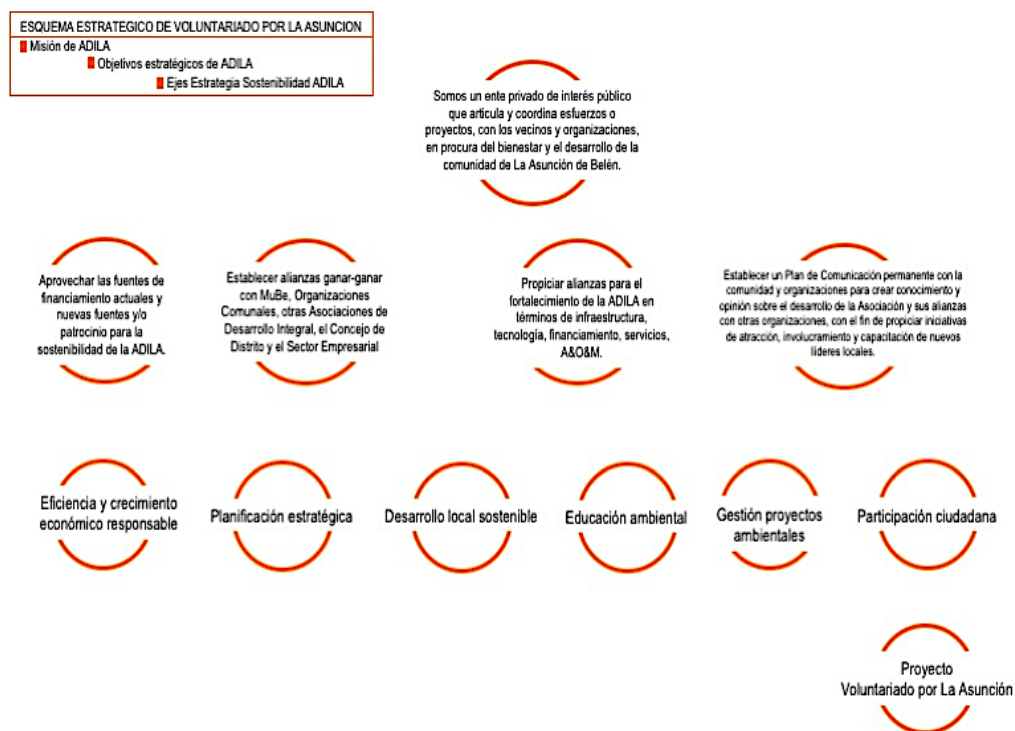 ESQUEMA ESTRATEGICO DE VOLUNTARIADO POR LA ASUNCION
Misión de ADILA
Objetivos estratégicos de ADILA
Ejes Estrategia Sostenibilidad ADILA
Somos un ente privado de interés público
que articula y coordina esfuerzos o
proyectos, con los vecinos y organizaciones,
en procura del bienestar y el desarrollo de la
comunidad de La Asunción de Belén.
Aprovechar las fuentes de
financiamiento actuales y
nuevas fuentes y/o
patrocinio para la
sostenibilidad de la ADILA.
Establecer alianzas ganar-ganar
con MuBe, Organizaciones
Comunales, otras Asociaciones de
Desarrollo Integral, el Concejo de
Distrito y el Sector Empresarial
Propiciar alianzas para el
fortalecimiento de la ADILA en
términos de infraestructura,
tecnología, financiamiento, servicios,
A&O&M.
Establecer un Plan de Comunicación permanente con la
comunidad y organizaciones para crear conocimiento y
opinión sobre el desarrollo de la Asociación y sus alianzas
con otras organizaciones, con el fin de propiciar iniciativas
de atracción, involucramiento y capacitación de nuevos
líderes locales.
Eficiencia y crecimiento
económico responsable
Planificación estratégica
Desarrollo local sostenible
Educación ambiental
Gestión proyectos
ambientales
Participación ciudadana
Proyecto
Voluntariado por La Asunción